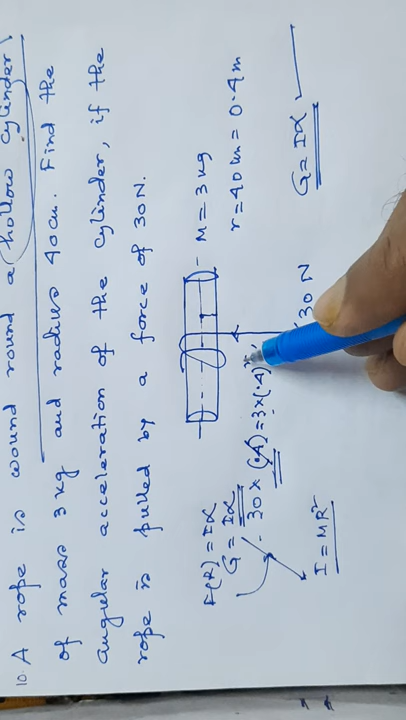 10. A rope is wound round a (hollow cylinder)
of mass 3 kg and radius 40 cm. Find the
angular acceleration of the cylinder, if the
rope is pulled by a force of 30 N.
M = 3 kg
r = 40 cm = 0.4 m
30 N
G = Iα
F(R) = Iα
G = Iα
30 × (.4) = 3 × (.4)²
I = MR²